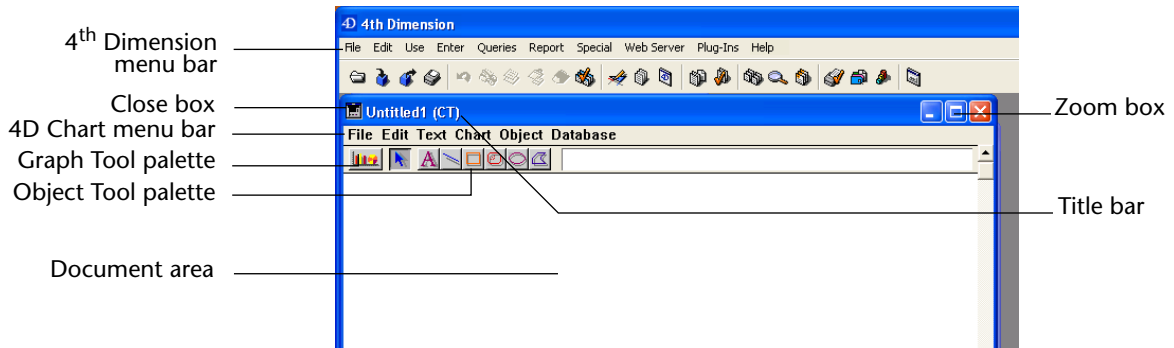 4D 4th Dimension
4th Dimension
menu bar
File Edit Use Enter Queries Report Special Web Server Plug-Ins Help
Close box
Untitled1 (CT)
Zoom box
4D Chart menu bar
File Edit Text Chart Object Database
Graph Tool palette
A
Object Tool palette
Title bar
Document area